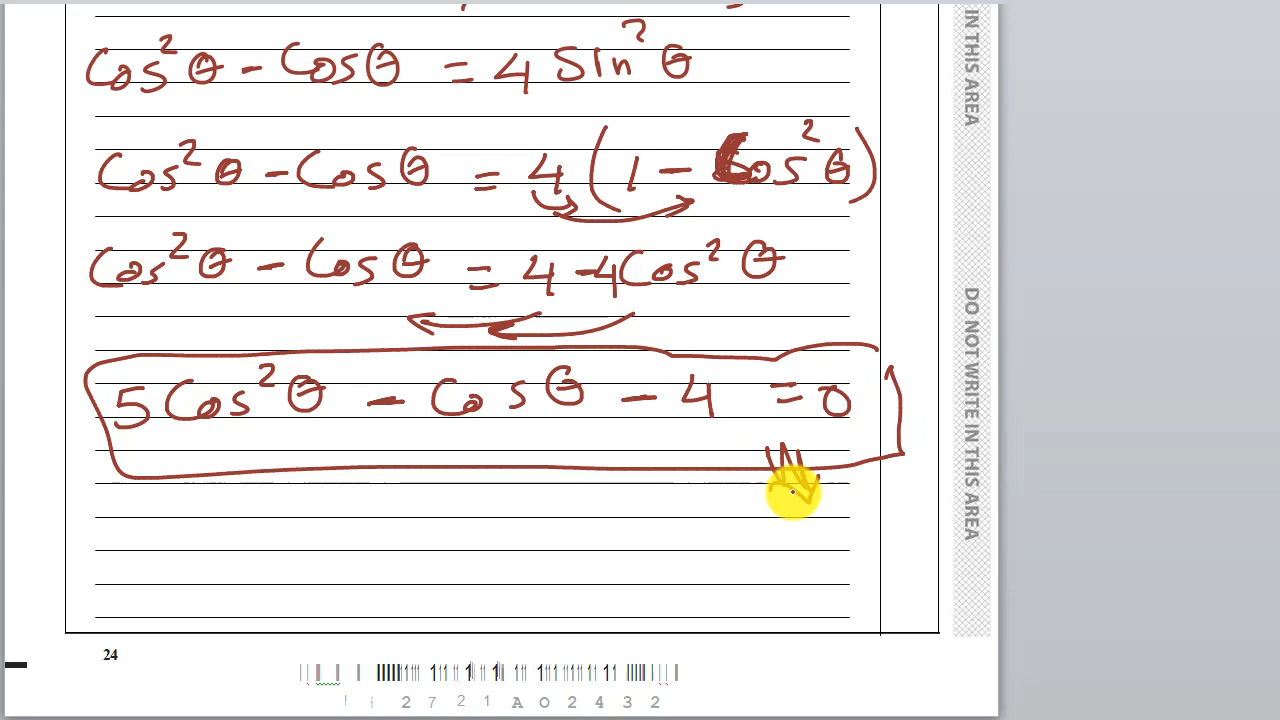 cos²θ - cosθ = 4 sin²θ
cos²θ - cosθ = 4(1 - cos²θ)
cos²θ - cosθ = 4 - 4cos²θ
5cos²θ - cosθ - 4 = 0
24
2 7 2 1 A 0 2 4 3 2
IN THIS AREA
DO NOT WRITE IN THIS AREA